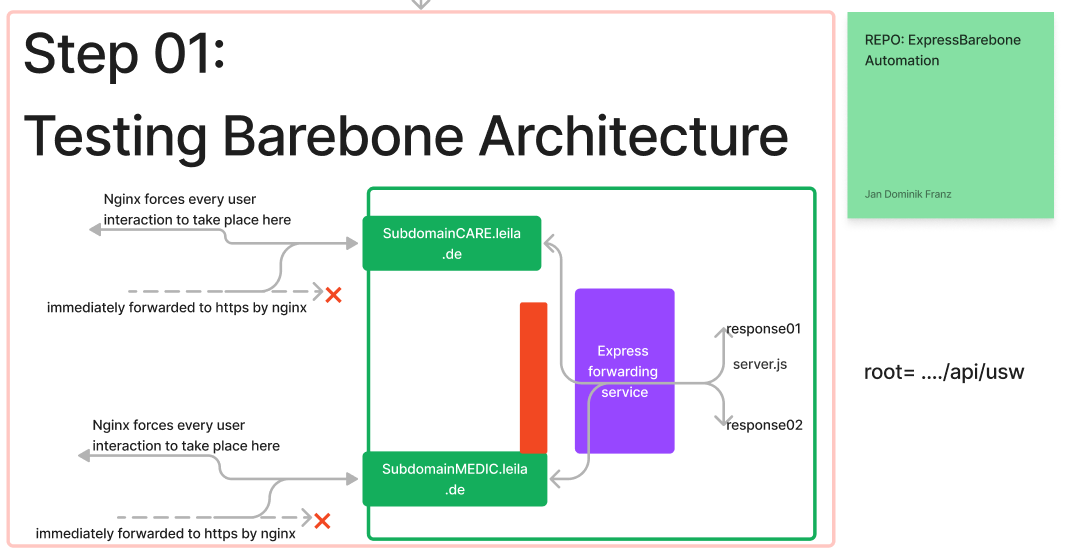 Step 01:
Testing Barebone Architecture
REPO: ExpressBarebone
Automation
Jan Dominik Franz
Nginx forces every user
interaction to take place here
SubdomainCARE.leila
.de
immediately forwarded to https by nginx
Express
forwarding
service
response01
server.js
response02
root= ..../api/usw
Nginx forces every user
interaction to take place here
SubdomainMEDIC.leila
.de
immediately forwarded to https by nginx